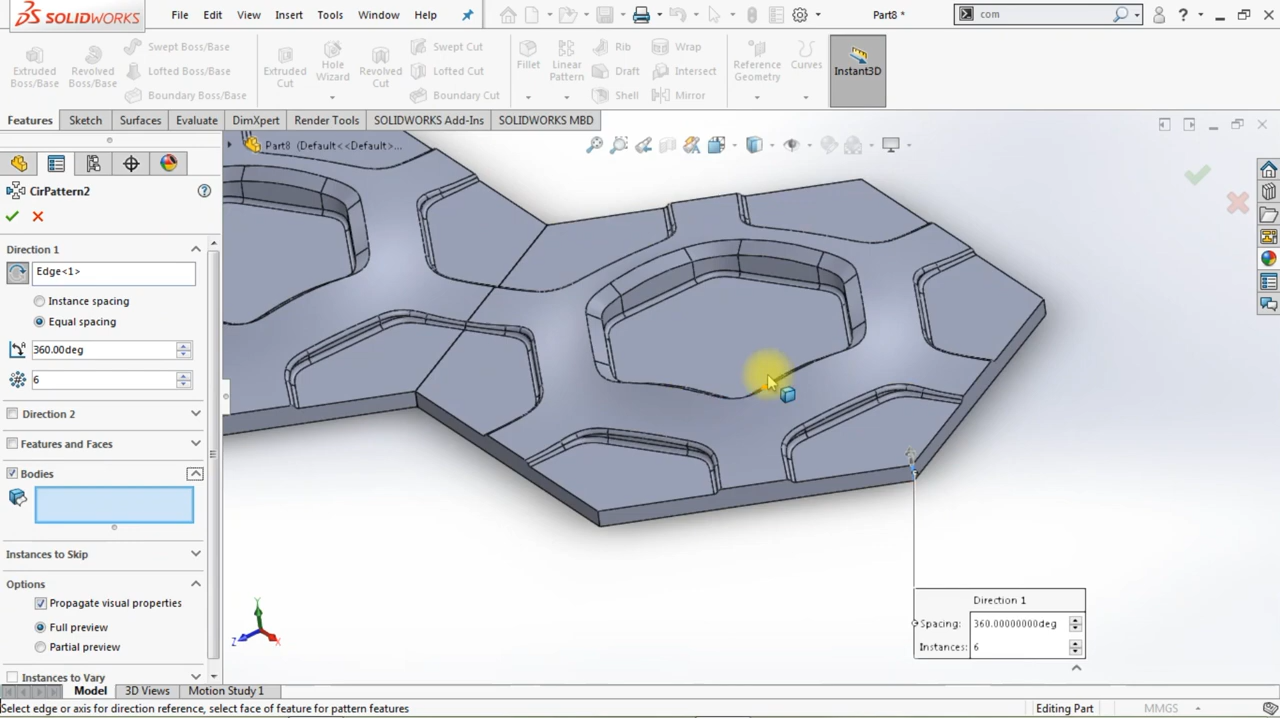 SOLIDWORKS File Edit View Insert Tools Window Help Part8 * com
Extruded Boss/Base
Revolved Boss/Base
Swept Boss/Base
Lofted Boss/Base
Boundary Boss/Base
Extruded Cut
Hole Wizard
Revolved Cut
Swept Cut
Lofted Cut
Boundary Cut
Fillet
Linear Pattern
Rib
Draft
Shell
Wrap
Intersect
Mirror
Reference Geometry
Curves
Instant3D
Features Sketch Surfaces Evaluate DimXpert Render Tools SOLIDWORKS Add-Ins SOLIDWORKS MBD
Part8 (Default<<Default>...
CirPattern2
Direction 1
Edge<1>
Instance spacing
Equal spacing
360.00deg
6
Direction 2
Features and Faces
Bodies
Instances to Skip
Options
Propagate visual properties
Full preview
Partial preview
Instances to Vary
Direction 1
Spacing: 360.00000000deg
Instances: 6
Y
Z
X
Model 3D Views Motion Study 1
Select edge or axis for direction reference, select face of feature for pattern features Editing Part MMGS